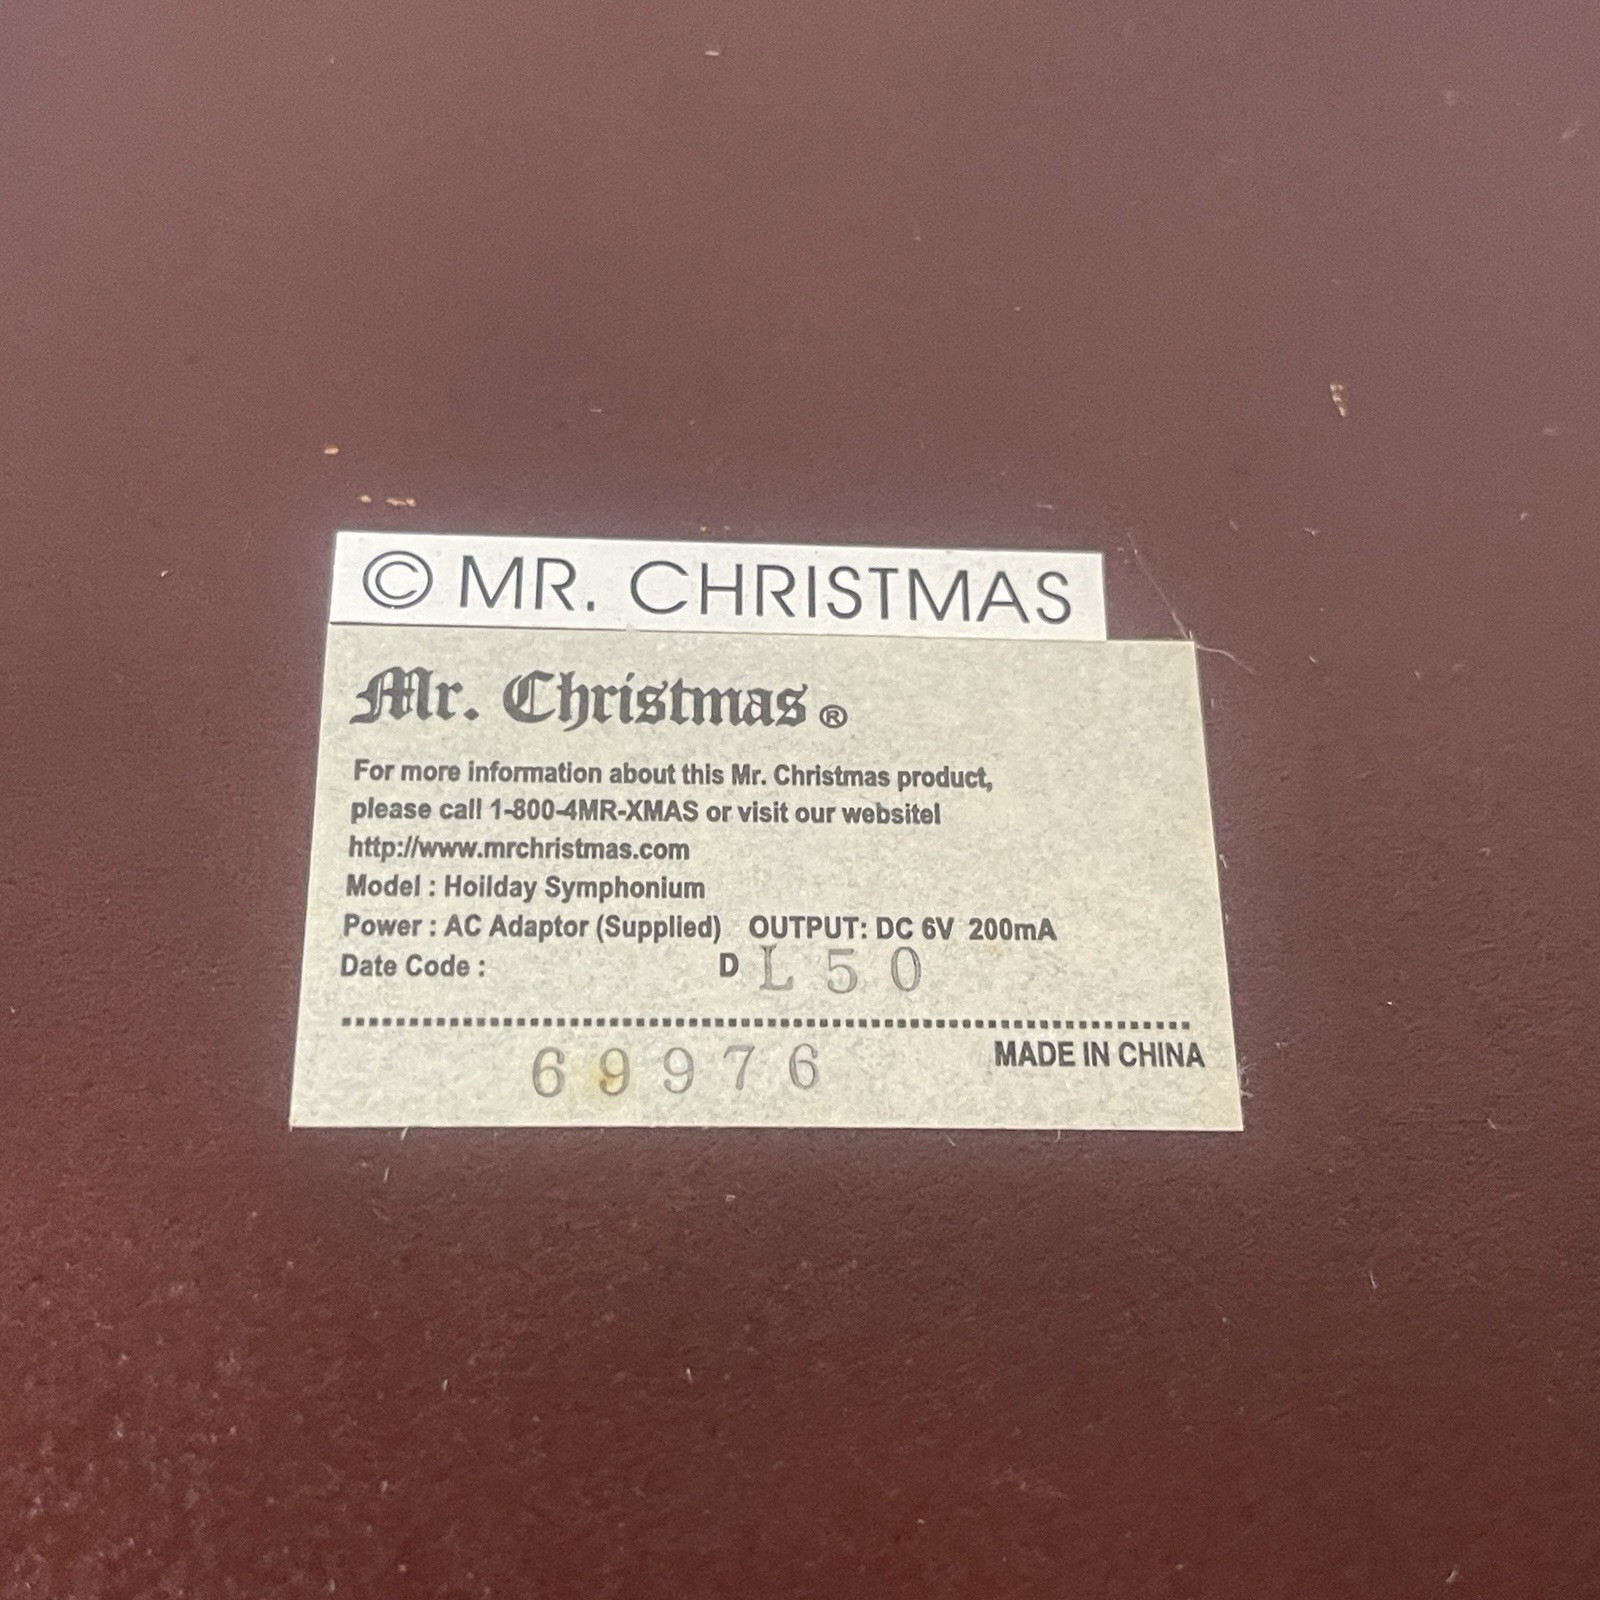 © MR. CHRISTMAS
Mr. Christmas ®
For more information about this Mr. Christmas product,
please call 1-800-4MR-XMAS or visit our websitel
http://www.mrchristmas.com
Model : Hoilday Symphonium
Power : AC Adaptor (Supplied) OUTPUT: DC 6V 200mA
Date Code : D L 5 0
MADE IN CHINA
6 9 9 7 6